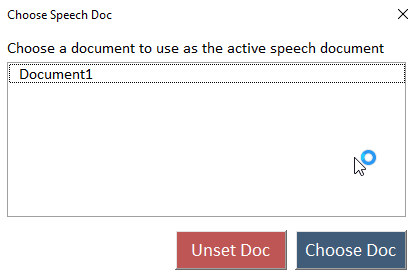 Choose Speech Doc
Choose a document to use as the active speech document
Document1
Unset Doc
Choose Doc